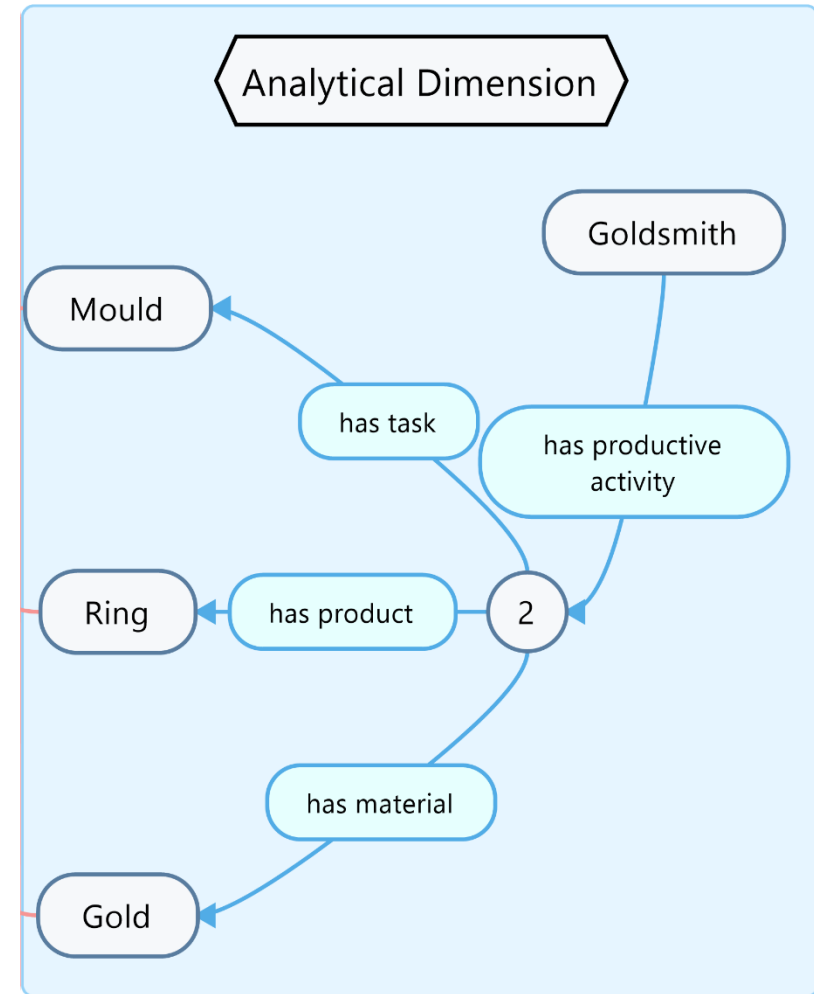 Analytical Dimension
Goldsmith
Mould
has task
has productive
activity
Ring
has product
2
has material
Gold